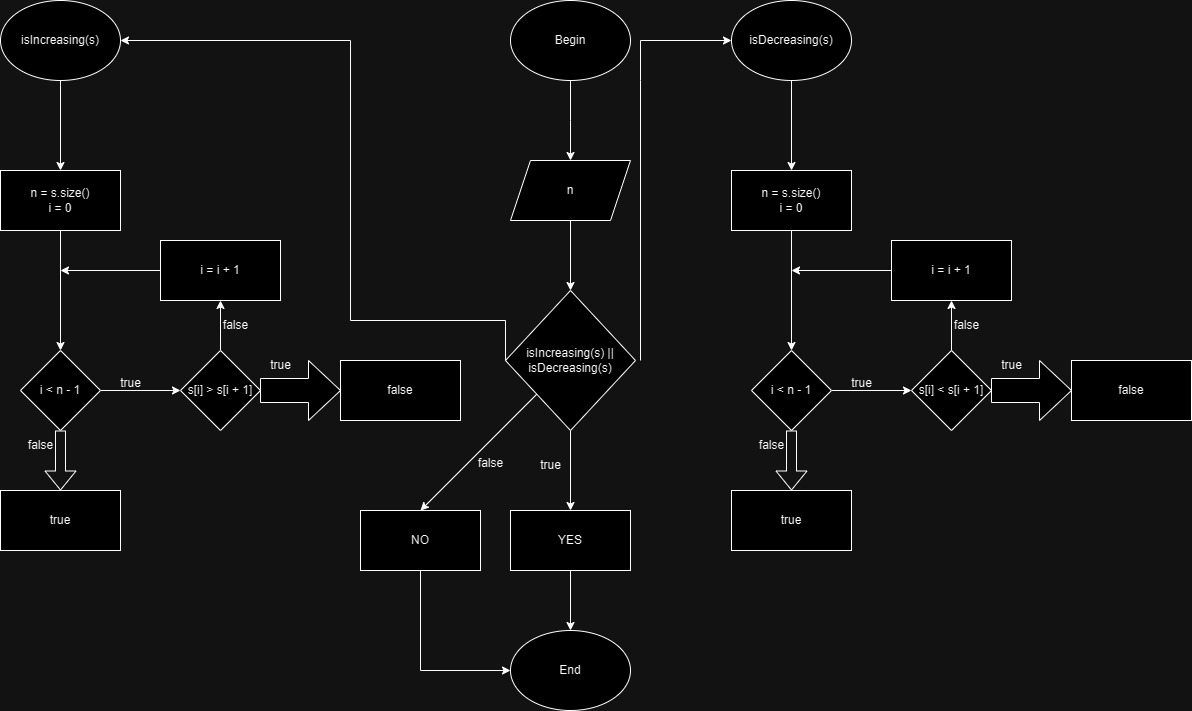 isIncreasing(s)
Begin
isDecreasing(s)
n = s.size()
i = 0
n
n = s.size()
i = 0
i = i + 1
i = i + 1
false
false
isIncreasing(s) ||
isDecreasing(s)
true
true
i < n - 1
true
s[i] > s[i + 1]
false
i < n - 1
true
s[i] < s[i + 1]
false
false
false
false
true
true
true
NO
YES
End